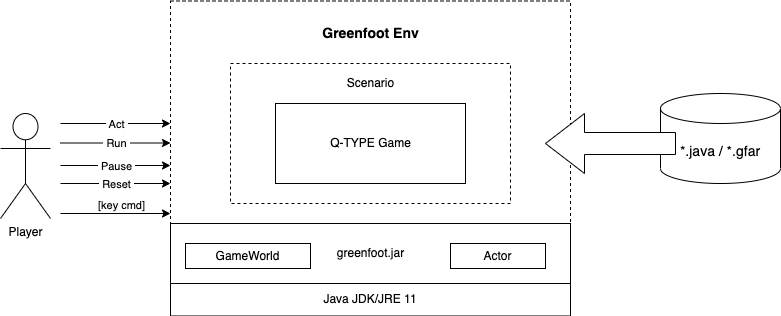 Greenfoot Env
Scenario
Q-TYPE Game
Act
Run
Pause
Reset
[key cmd]
Player
*.java / *.gfar
GameWorld
greenfoot.jar
Actor
Java JDK/JRE 11